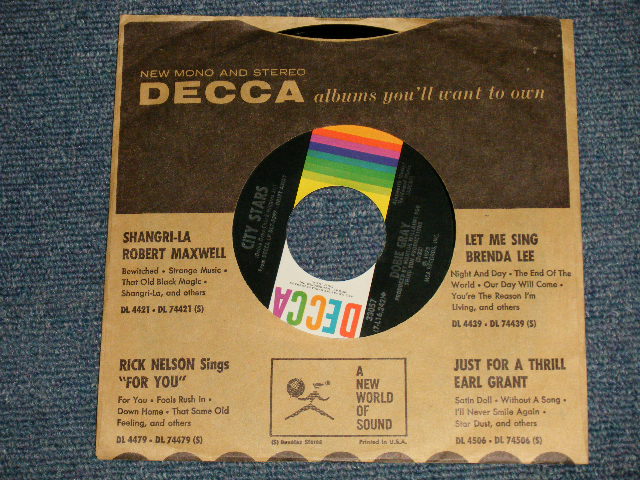 NEW MONO AND STEREO
DECCA albums you'll want to own
SHANGRI-LA
ROBERT MAXWELL
Bewitched • Strange Music •
That Old Black Magic •
Shangri-La, and others
DL 4421 • DL 74421 (S)
LET ME SING
BRENDA LEE
Night And Day • The End Of The
World • Our Day Will Come •
You're The Reason I'm
Living, and others
DL 4439 • DL 74439 (S)
CITY STARS
DOBIE GRAY
DECCA
33057
RICK NELSON Sings
"FOR YOU"
For You • Fools Rush In •
Down Home • That Same Old
Feeling, and others
DL 4479 • DL 74479 (S)
A
NEW
WORLD
OF
SOUND
(S) Denotes Stereo
Printed in U.S.A.
JUST FOR A THRILL
EARL GRANT
Satin Doll • Without A Song •
I'll Never Smile Again •
Star Dust, and others
DL 4506 • DL 74506 (S)